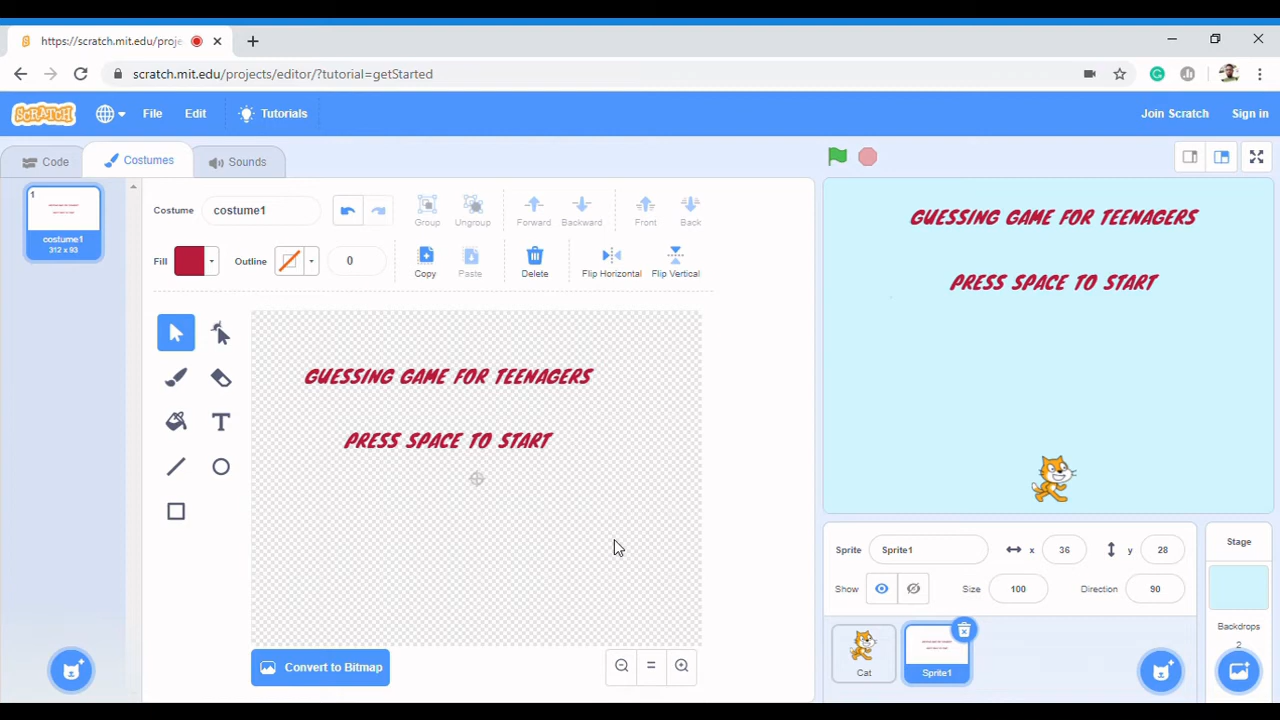 https://scratch.mit.edu/proje
scratch.mit.edu/projects/editor/?tutorial=getStarted
SCRATCH File Edit Tutorials Join Scratch Sign in
Code Costumes Sounds
1
costume1
312 x 93
Costume costume1 Group Ungroup Forward Backward Front Back
Fill Outline 0 Copy Paste Delete Flip Horizontal Flip Vertical
GUESSING GAME FOR TEENAGERS
PRESS SPACE TO START
Convert to Bitmap
GUESSING GAME FOR TEENAGERS
PRESS SPACE TO START
Sprite Sprite1 x 36 y 28
Show Size 100 Direction 90
Cat
Sprite1
Stage
Backdrops
2